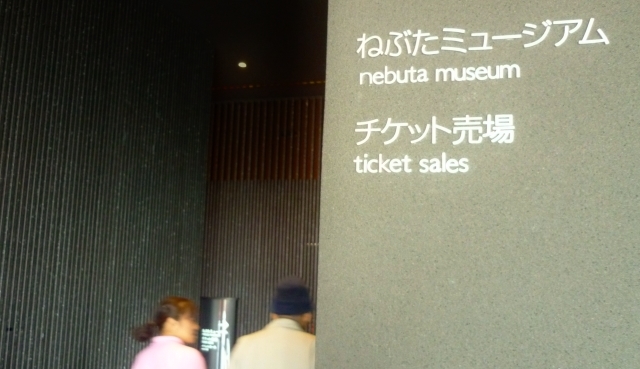 ねぶたミュージアム
nebuta museum
チケット売場
ticket sales